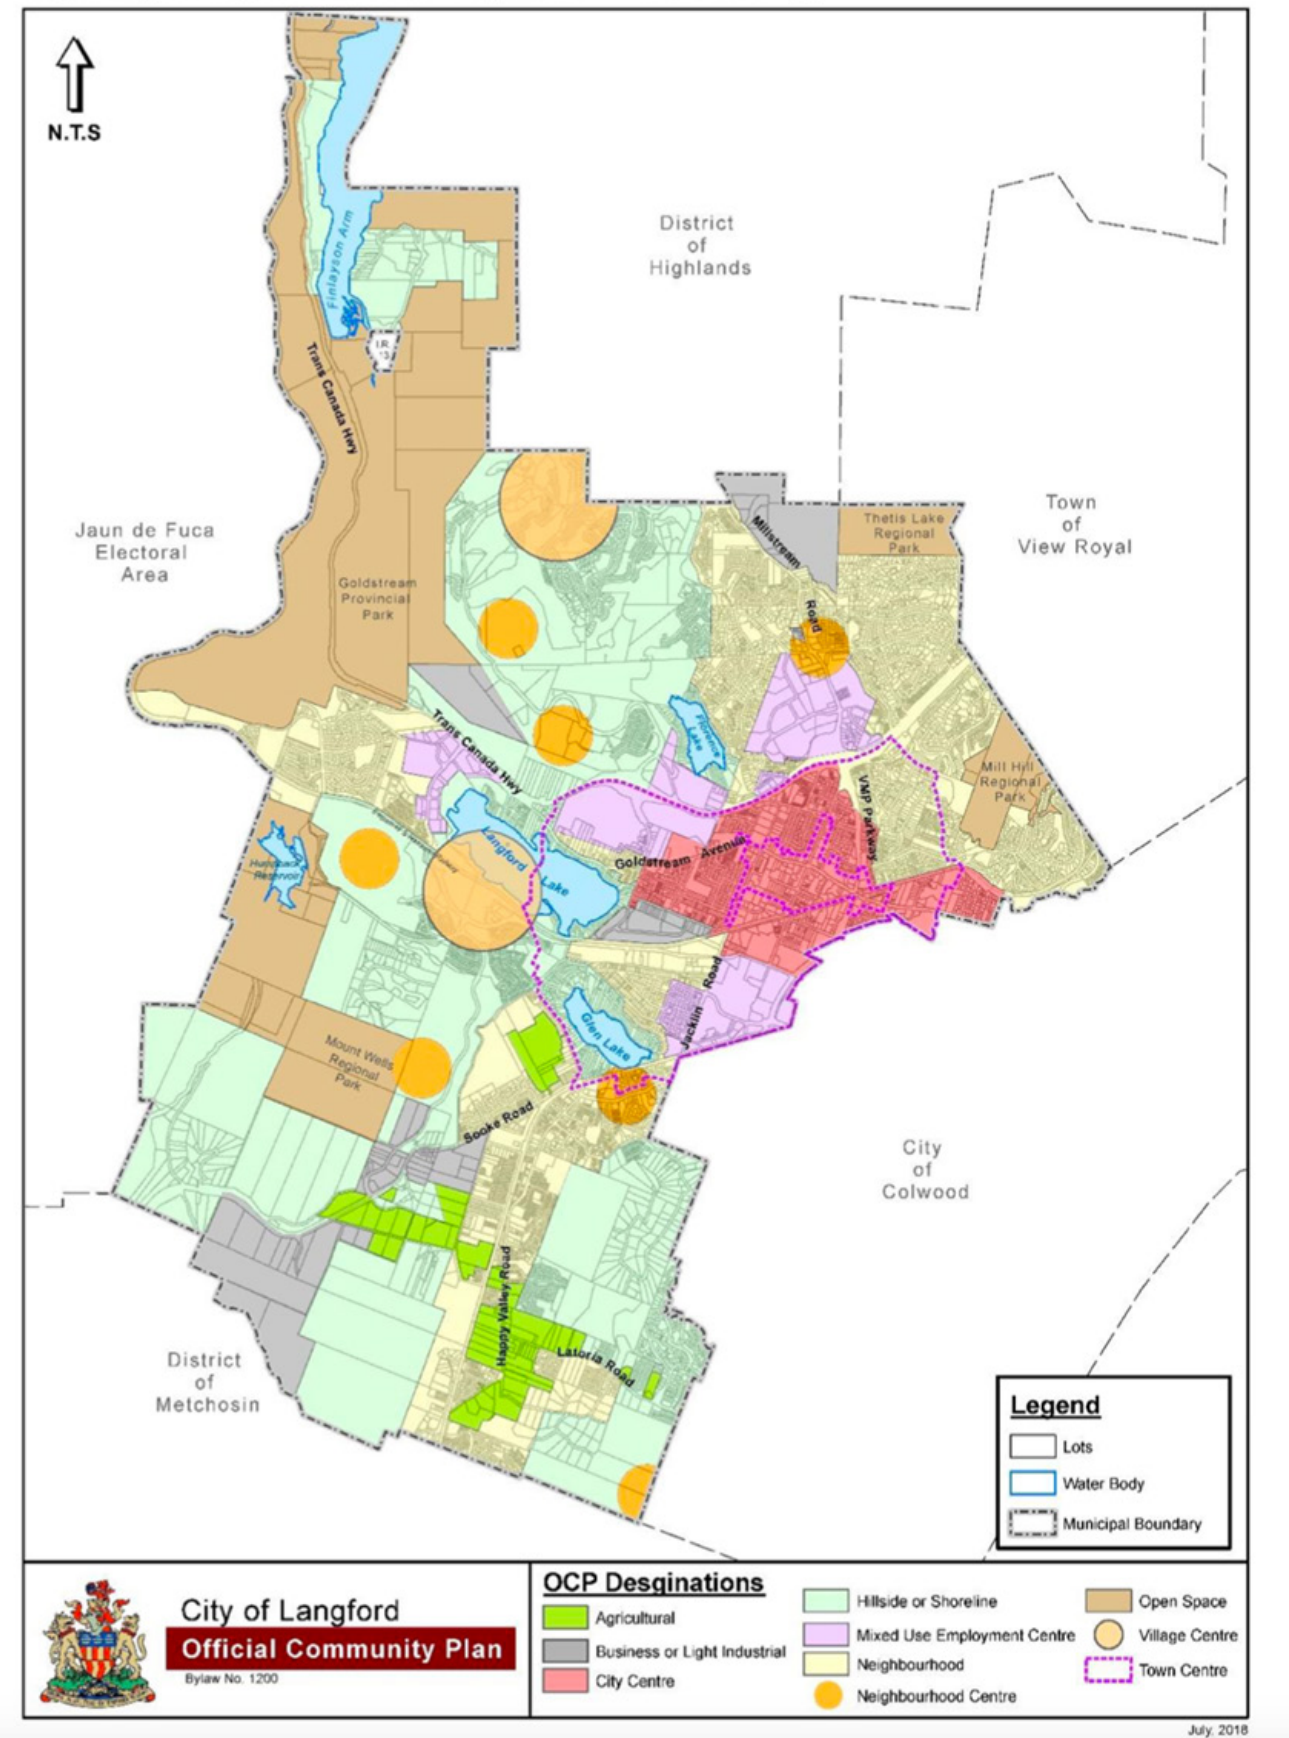 N.T.S
Finlayson Arm
District
of
Highlands
I.R.
13
Trans Canada Hwy
Jaun de Fuca
Electoral
Area
Goldstream
Provincial
Park
Millstream
Road
Thetis Lake
Regional
Park
Town
of
View Royal
Trans Canada Hwy
Florence
Lake
Mill Hill
Regional
Park
VMP Parkway
Langford
Lake
Goldstream Avenue
Humpback
Reservoir
Glen Lake
Jacklin Road
Mount Wells
Regional
Park
Sooke Road
City
of
Colwood
Happy Valley Road
Latoria Road
District
of
Metchosin
Legend
Lots
Water Body
Municipal Boundary
City of Langford
Official Community Plan
Bylaw No. 1200
OCP Desginations
Agricultural
Business or Light Industrial
City Centre
Hillside or Shoreline
Mixed Use Employment Centre
Neighbourhood
Neighbourhood Centre
Open Space
Village Centre
Town Centre
July, 2018